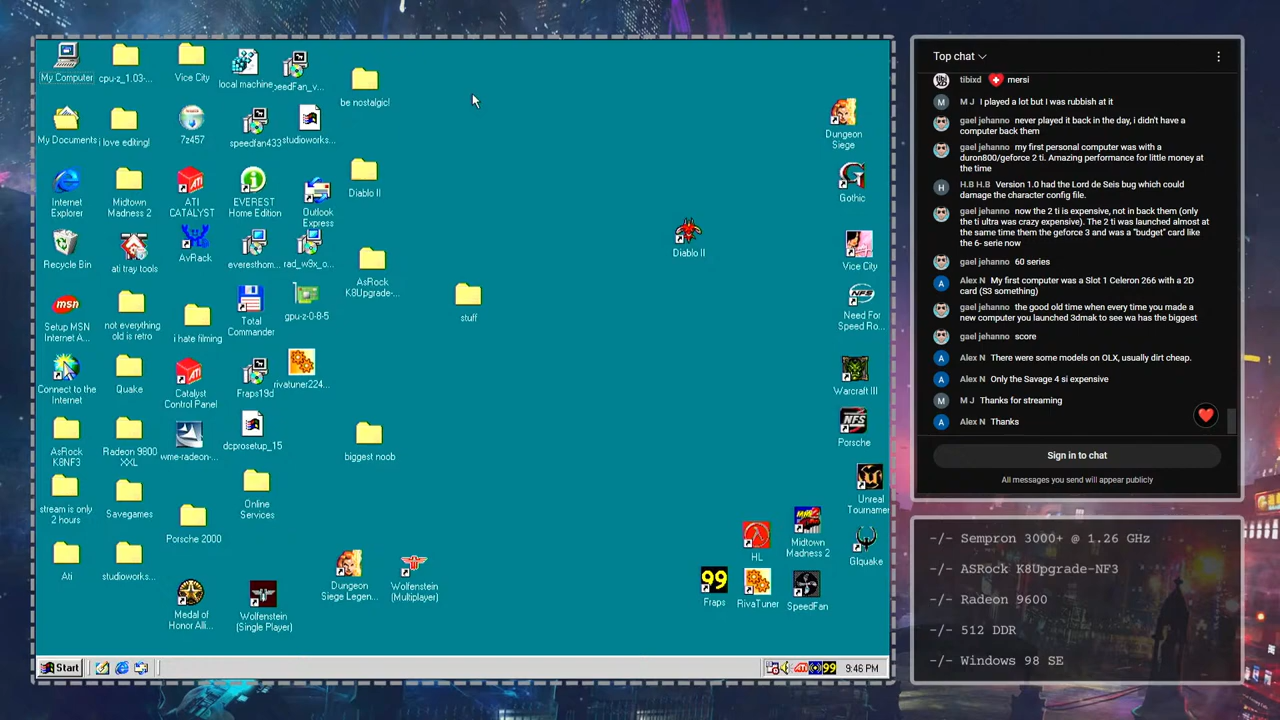 My Computer
cpu-z_1.03-...
Vice City
local machine
eedFan_v...
be nostalgic!
My Documents
i love editing!
7z457
speedfan433
studioworks...
Dungeon
Siege
Internet
Explorer
Midtown
Madness 2
ATI
CATALYST
EVEREST
Home Edition
Outlook
Express
Diablo II
Gothic
Recycle Bin
ati tray tools
AvRack
everesthom...
rad_w9x_o...
AsRock
K8Upgrade-...
Diablo II
Vice City
msn
Setup MSN
Internet A...
not everything
old is retro
i hate filming
Total
Commander
gpu-z-0-8-5
stuff
NFS
Need For
Speed Ro...
Connect to the
Internet
Quake
ATI
Catalyst
Control Panel
Fraps19d
rivatuner224...
Warcraft III
AsRock
K8NF3
Radeon 9800
XXL
wme-radeon-...
dcprosetup_15
biggest noob
NFS
Porsche
stream is only
2 hours
Savegames
Porsche 2000
Online
Services
Unreal
Tournamer
Ati
studioworks...
Medal of
Honor Alli...
Wolfenstein
(Single Player)
Dungeon
Siege Legen...
Wolfenstein
(Multiplayer)
HL
Midtown
Madness 2
Glquake
99
Fraps
RivaTuner
SpeedFan
Start
ATI
99
9:46 PM
Top chat
tibixd mersi
M J I played a lot but I was rubbish at it
gael jehanno never played it back in the day, i didn't have a
computer back them
gael jehanno my first personal computer was with a
duron800/geforce 2 ti. Amazing performance for little money at
the time
H H.B H.B Version 1.0 had the Lord de Seis bug which could
damage the character config file.
gael jehanno now the 2 ti is expensive, not in back them (only
the ti ultra was crazy expensive). The 2 ti was launched almost at
the same time them the geforce 3 and was a "budget" card like
the 6- serie now
gael jehanno 60 series
A Alex N My first computer was a Slot 1 Celeron 266 with a 2D
card (S3 something)
gael jehanno the good old time when every time you made a
new computer you launched 3dmak to see wa has the biggest
gael jehanno score
A Alex N There were some models on OLX, usually dirt cheap.
A Alex N Only the Savage 4 si expensive
M M J Thanks for streaming
A Alex N Thanks
Sign in to chat
All messages you send will appear publicly
-/- Sempron 3000+ @ 1.26 GHz
-/- ASRock K8Upgrade-NF3
-/- Radeon 9600
-/- 512 DDR
-/- Windows 98 SE